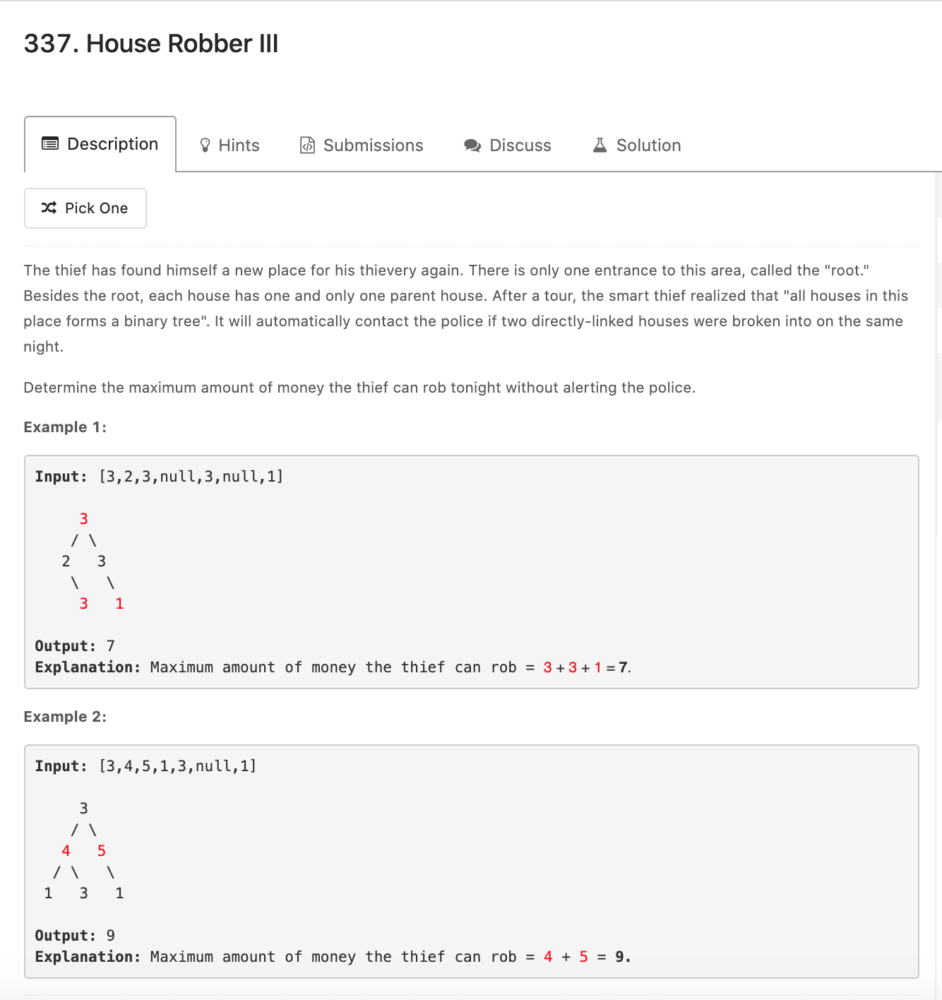 337. House Robber III
Description
Hints
Submissions
Discuss
Solution
Pick One
The thief has found himself a new place for his thievery again. There is only one entrance to this area, called the "root."
Besides the root, each house has one and only one parent house. After a tour, the smart thief realized that "all houses in this
place forms a binary tree". It will automatically contact the police if two directly-linked houses were broken into on the same
night.
Determine the maximum amount of money the thief can rob tonight without alerting the police.
Example 1:
Input: [3,2,3,null,3,null,1]
     3
    / \
   2   3
    \   \
     3   1
Output: 7
Explanation: Maximum amount of money the thief can rob = 3 + 3 + 1 = 7.
Example 2:
Input: [3,4,5,1,3,null,1]
     3
    / \
   4   5
  / \   \
 1   3   1
Output: 9
Explanation: Maximum amount of money the thief can rob = 4 + 5 = 9.